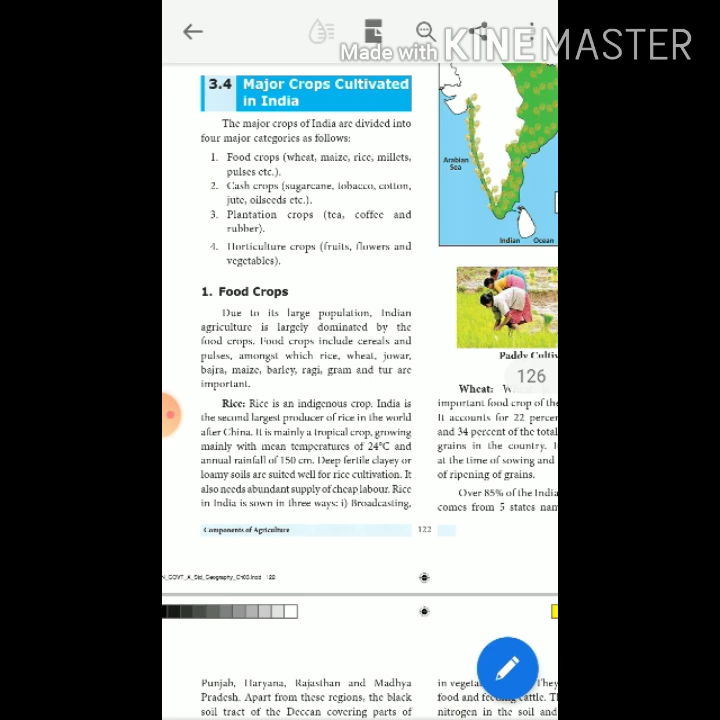 Made with KINEMASTER
3.4 Major Crops Cultivated
in India
The major crops of India are divided into
four major categories as follows:
1. Food crops (wheat, maize, rice, millets,
pulses etc.).
2. Cash crops (sugarcane, tobacco, cotton,
jute, oilseeds etc.).
3. Plantation crops (tea, coffee and
rubber).
4. Horticulture crops (fruits, flowers and
vegetables).
1. Food Crops
Due to its large population, Indian
agriculture is largely dominated by the
food crops. Food crops include cereals and
pulses, amongst which rice, wheat, jowar,
bajra, maize, barley, ragi, gram and tur are
important.
Rice: Rice is an indigenous crop. India is
the second largest producer of rice in the world
after China. It is mainly a tropical crop, growing
mainly with mean temperatures of 24°C and
annual rainfall of 150 cm. Deep fertile clayey or
loamy soils are suited well for rice cultivation. It
also needs abundant supply of cheap labour. Rice
in India is sown in three ways: i) Broadcasting,
Arabian
Sea
Indian Ocean
Paddy
126
Wheat:
important food crop of the
It accounts for 22
and 34 percent of the total
grains in the country.
at the time of sowing and
of ripening of grains.
Over 85% of the India
comes from 5 states
Components of Agriculture 122
122
Punjab, Haryana, Rajasthan and Madhya
Pradesh. Apart from these regions, the black
soil tract of the Deccan covering parts of
in
food and cattle.
nitrogen in the soil and